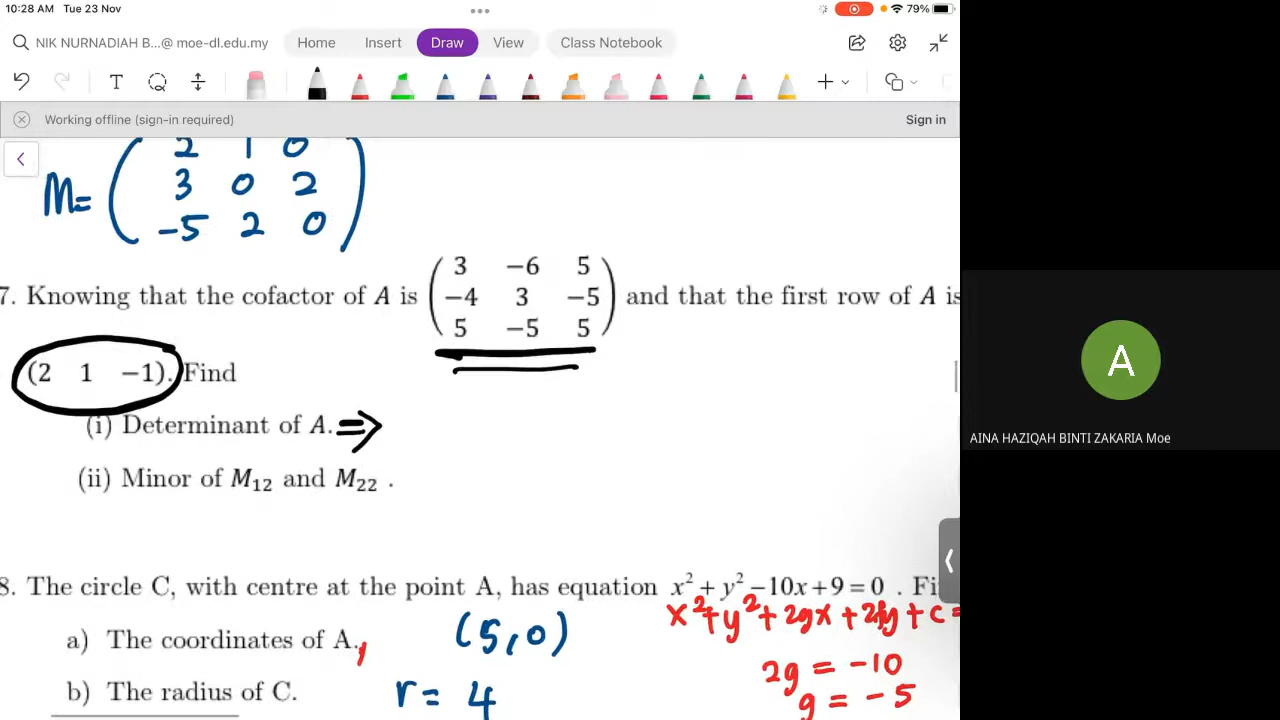 10:28 AM Tue 23 Nov
79%
NIK NURNADIAH B...@ moe-dl.edu.my
Home Insert Draw View Class Notebook
T
Working offline (sign-in required) Sign in
2 1 0
M= 3 0 2
-5 2 0
3 −6 5
7. Knowing that the cofactor of A is −4 3 −5 and that the first row of A is
5 −5 5
(2 1 −1). Find
(i) Determinant of A. ⇒
(ii) Minor of M₁₂ and M₂₂ .
8. The circle C, with centre at the point A, has equation x² + y² −10x + 9 = 0 . Fi
x² + y² + 2gx + 2fy + c =
a) The coordinates of A. (5,0)
2g = -10
b) The radius of C. r = 4
g = -5
A
AINA HAZIQAH BINTI ZAKARIA Moe